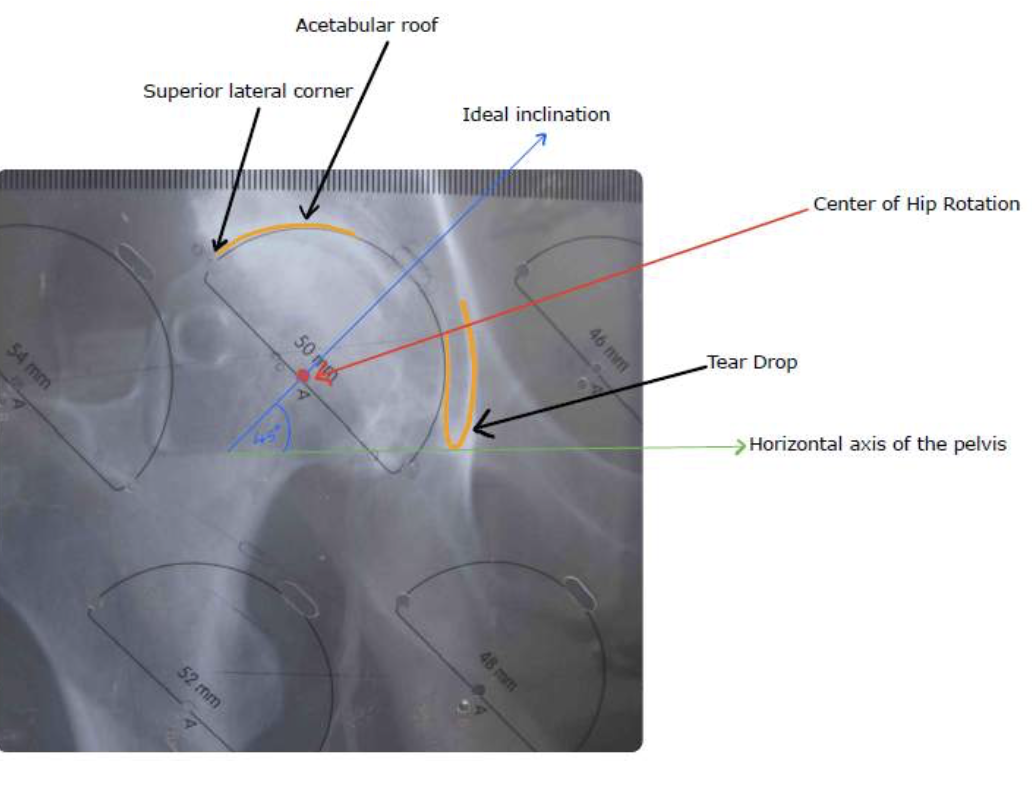 Acetabular roof
Superior lateral corner
Ideal inclination
Center of Hip Rotation
50 mm
A
46 mm
54 mm
A
Tear Drop
45°
Horizontal axis of the pelvis
52 mm
A
48 mm
A